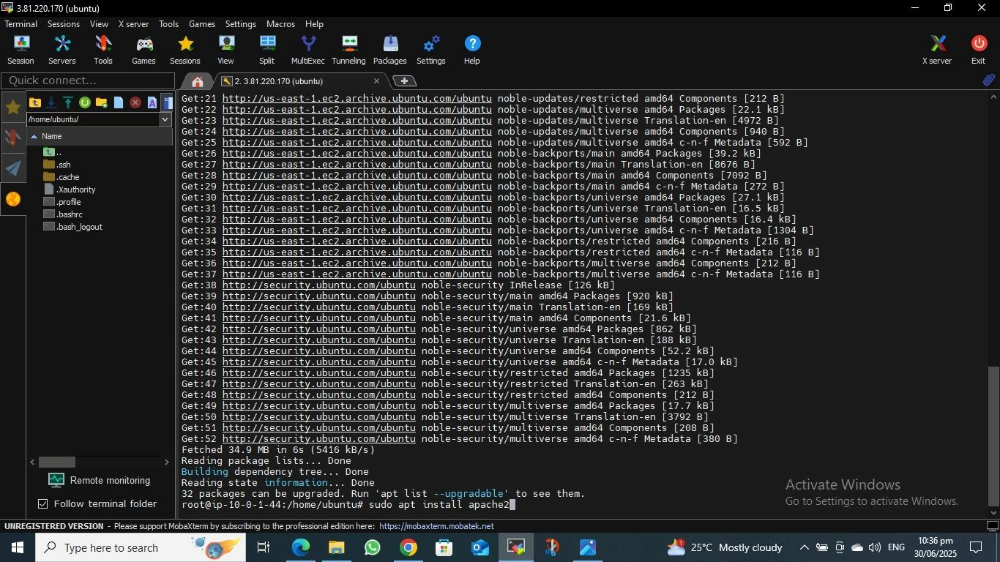 3.81.220.170 (ubuntu)
Terminal Sessions View X server Tools Games Settings Macros Help
Session Servers Tools Games Sessions View Split MultiExec Tunneling Packages Settings Help X server Exit
Quick connect...
2. 3.81.220.170 (ubuntu)
/home/ubuntu/
Name
..
.ssh
.cache
.Xauthority
.profile
.bashrc
.bash_logout
Remote monitoring
Follow terminal folder
Get:21 http://us-east-1.ec2.archive.ubuntu.com/ubuntu noble-updates/restricted amd64 Components [212 B]
Get:22 http://us-east-1.ec2.archive.ubuntu.com/ubuntu noble-updates/multiverse amd64 Packages [22.1 kB]
Get:23 http://us-east-1.ec2.archive.ubuntu.com/ubuntu noble-updates/multiverse Translation-en [4972 B]
Get:24 http://us-east-1.ec2.archive.ubuntu.com/ubuntu noble-updates/multiverse amd64 Components [940 B]
Get:25 http://us-east-1.ec2.archive.ubuntu.com/ubuntu noble-updates/multiverse amd64 c-n-f Metadata [592 B]
Get:26 http://us-east-1.ec2.archive.ubuntu.com/ubuntu noble-backports/main amd64 Packages [39.2 kB]
Get:27 http://us-east-1.ec2.archive.ubuntu.com/ubuntu noble-backports/main Translation-en [8676 B]
Get:28 http://us-east-1.ec2.archive.ubuntu.com/ubuntu noble-backports/main amd64 Components [7092 B]
Get:29 http://us-east-1.ec2.archive.ubuntu.com/ubuntu noble-backports/main amd64 c-n-f Metadata [272 B]
Get:30 http://us-east-1.ec2.archive.ubuntu.com/ubuntu noble-backports/universe amd64 Packages [27.1 kB]
Get:31 http://us-east-1.ec2.archive.ubuntu.com/ubuntu noble-backports/universe Translation-en [16.5 kB]
Get:32 http://us-east-1.ec2.archive.ubuntu.com/ubuntu noble-backports/universe amd64 Components [16.4 kB]
Get:33 http://us-east-1.ec2.archive.ubuntu.com/ubuntu noble-backports/universe amd64 c-n-f Metadata [1304 B]
Get:34 http://us-east-1.ec2.archive.ubuntu.com/ubuntu noble-backports/restricted amd64 Components [216 B]
Get:35 http://us-east-1.ec2.archive.ubuntu.com/ubuntu noble-backports/restricted amd64 c-n-f Metadata [116 B]
Get:36 http://us-east-1.ec2.archive.ubuntu.com/ubuntu noble-backports/multiverse amd64 Components [212 B]
Get:37 http://us-east-1.ec2.archive.ubuntu.com/ubuntu noble-backports/multiverse amd64 c-n-f Metadata [116 B]
Get:38 http://security.ubuntu.com/ubuntu noble-security InRelease [126 kB]
Get:39 http://security.ubuntu.com/ubuntu noble-security/main amd64 Packages [920 kB]
Get:40 http://security.ubuntu.com/ubuntu noble-security/main Translation-en [169 kB]
Get:41 http://security.ubuntu.com/ubuntu noble-security/main amd64 Components [21.6 kB]
Get:42 http://security.ubuntu.com/ubuntu noble-security/universe amd64 Packages [862 kB]
Get:43 http://security.ubuntu.com/ubuntu noble-security/universe Translation-en [188 kB]
Get:44 http://security.ubuntu.com/ubuntu noble-security/universe amd64 Components [52.2 kB]
Get:45 http://security.ubuntu.com/ubuntu noble-security/universe amd64 c-n-f Metadata [17.0 kB]
Get:46 http://security.ubuntu.com/ubuntu noble-security/restricted amd64 Packages [1235 kB]
Get:47 http://security.ubuntu.com/ubuntu noble-security/restricted Translation-en [263 kB]
Get:48 http://security.ubuntu.com/ubuntu noble-security/restricted amd64 Components [212 B]
Get:49 http://security.ubuntu.com/ubuntu noble-security/multiverse amd64 Packages [17.7 kB]
Get:50 http://security.ubuntu.com/ubuntu noble-security/multiverse Translation-en [3792 B]
Get:51 http://security.ubuntu.com/ubuntu noble-security/multiverse amd64 Components [208 B]
Get:52 http://security.ubuntu.com/ubuntu noble-security/multiverse amd64 c-n-f Metadata [380 B]
Fetched 34.9 MB in 6s (5416 kB/s)
Reading package lists... Done
Building dependency tree... Done
Reading state information... Done
32 packages can be upgraded. Run 'apt list --upgradable' to see them.
root@ip-10-0-1-44:/home/ubuntu# sudo apt install apache2
Activate Windows
Go to Settings to activate Windows.
UNREGISTERED VERSION - Please support MobaXterm by subscribing to the professional edition here: https://mobaxterm.mobatek.net
Type here to search
1
25°C Mostly cloudy
ENG
10:36 pm
30/06/2025